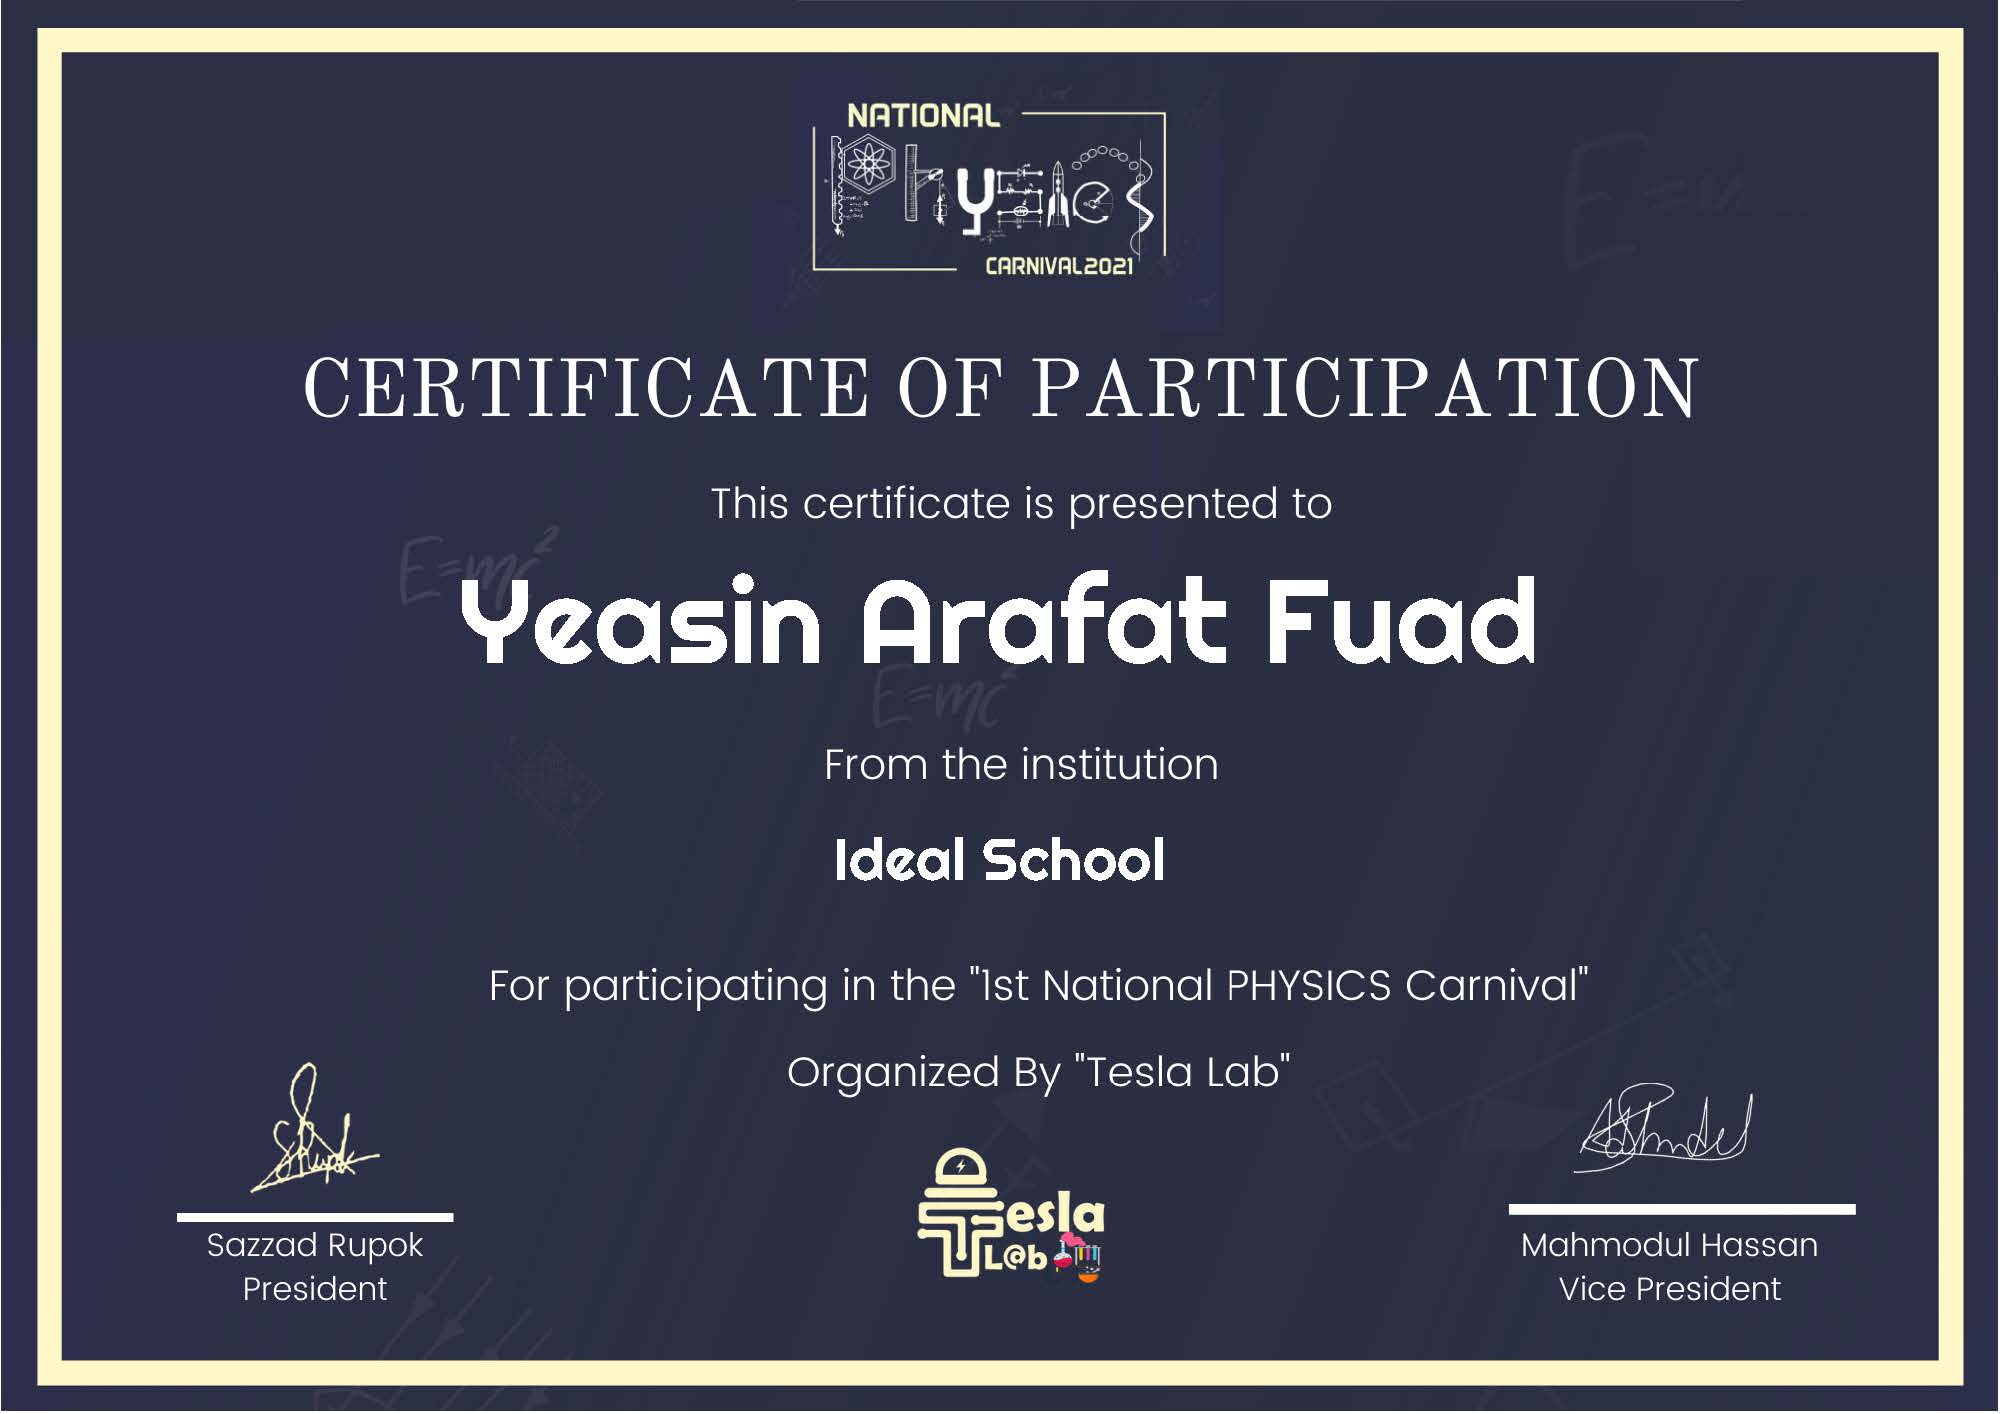 NATIONAL
Physics
CARNIVAL2021
CERTIFICATE OF PARTICIPATION
This certificate is presented to
E=mc²
Yeasin Arafat Fuad
E=mc²
From the institution
Ideal School
For participating in the "1st National PHYSICS Carnival"
Organized By "Tesla Lab"
Tesla
L@b
Sazzad Rupok
President
Mahmodul Hassan
Vice President